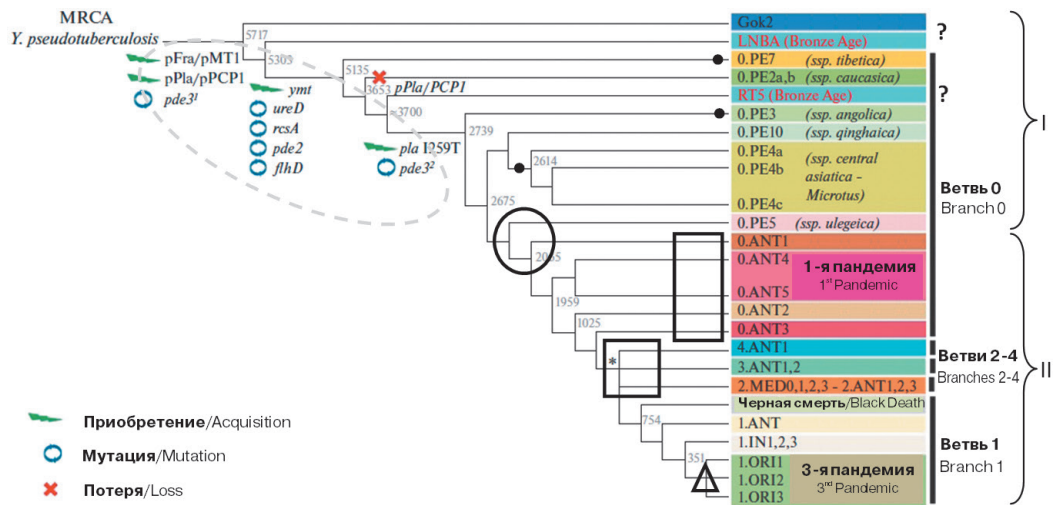 MRCA
Y. pseudotuberculosis
5717
5303
5135
3653
3700
2739
2614
2675
2065
1959
1025
*
754
351
pFra/pMT1
pPla/pPCP1
pde3¹
ymt
ureD
rcsA
pde2
flhD
pPla/PCP1
pla I259T
pde3²
Gok2
LNBA (Bronze Age)
0.PE7 (ssp. tibetica)
0.PE2a,b (ssp. caucasica)
RT5 (Bronze Age)
0.PE3 (ssp. angolica)
0.PE10 (ssp. qinghaica)
0.PE4a (ssp. central
0.PE4b asiatica –
Microtus)
0.PE4c
0.PE5 (ssp. ulegeica)
0.ANT1
0.ANT4
0.ANT5
1-я пандемия
1st Pandemic
0.ANT2
0.ANT3
4.ANT1
3.ANT1,2
2.MED0,1,2,3 - 2.ANT1,2,3
Черная смерть/Black Death
1.ANT
1.IN1,2,3
1.ORI1
1.ORI2
1.ORI3
3-я пандемия
3nd Pandemic
?
?
Ветвь 0
Branch 0
Ветви 2-4
Branches 2-4
Ветвь 1
Branch 1
I
II
Приобретение/Acquisition
Мутация/Mutation
Потеря/Loss